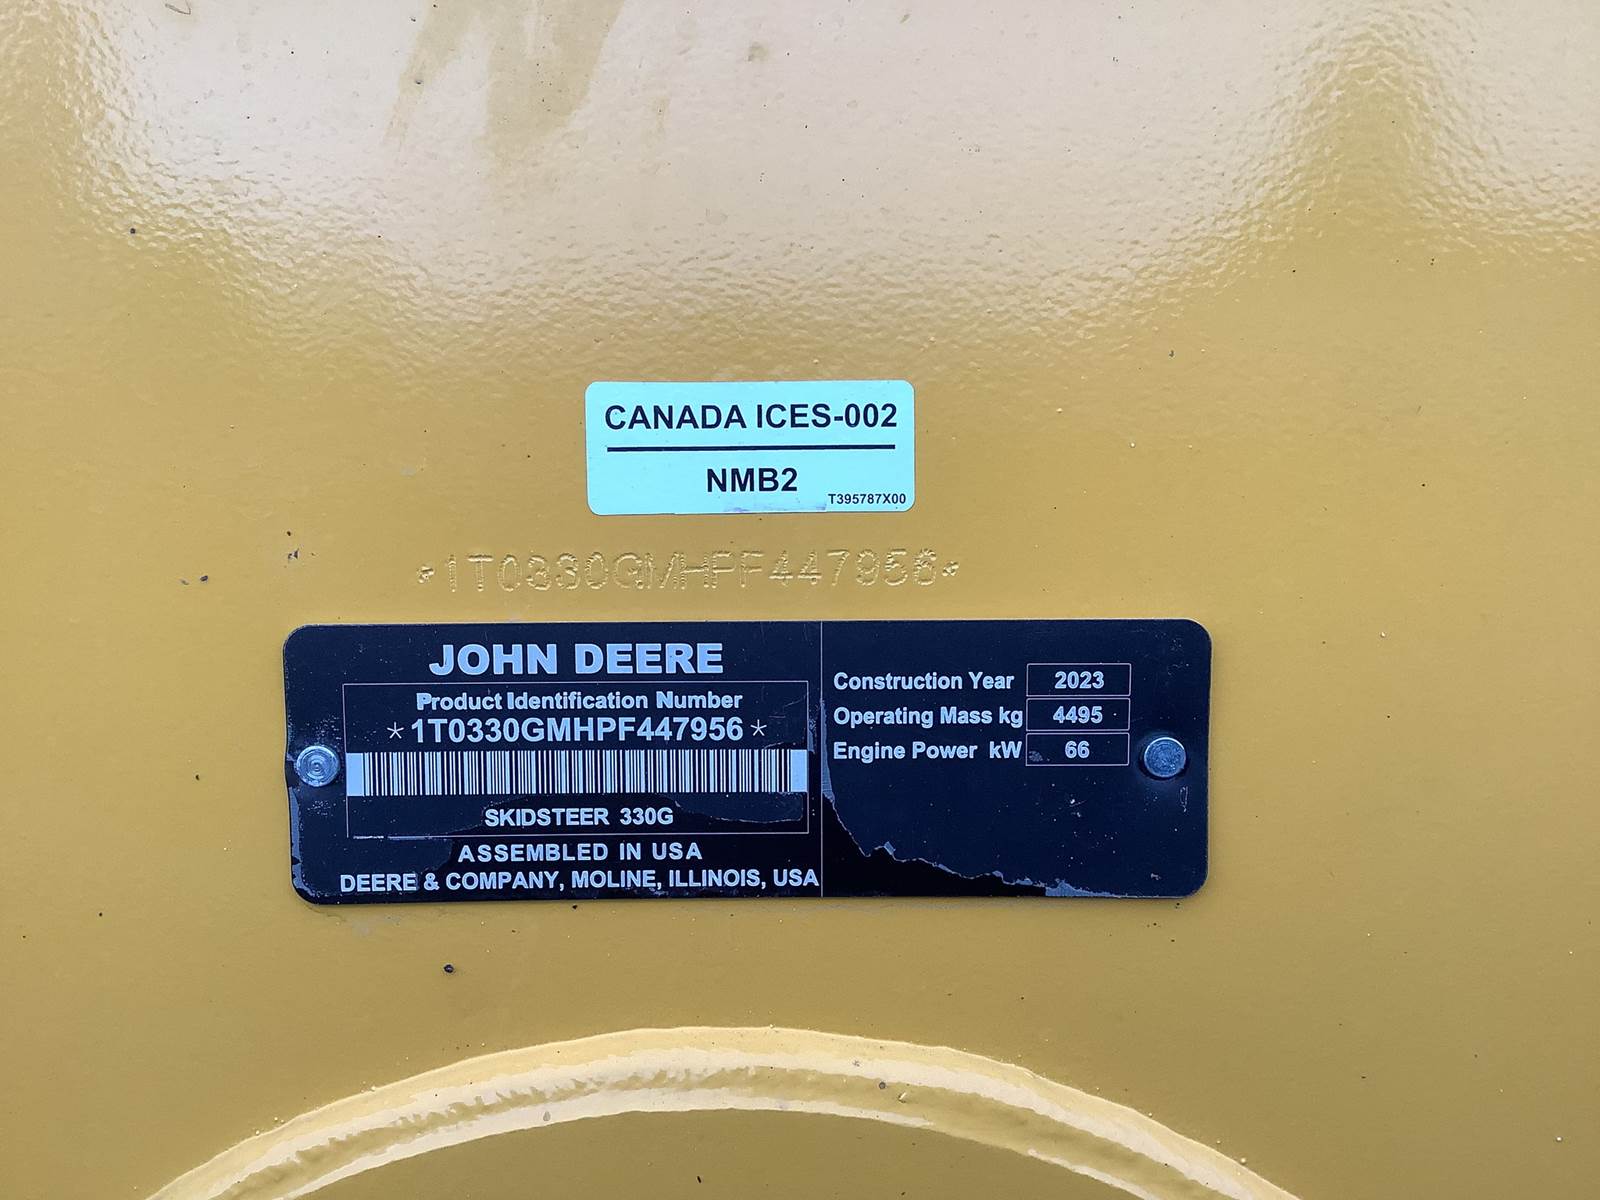 CANADA ICES-002
NMB2
T395787X00
*1T0330GMHPF447956*
JOHN DEERE
Product Identification Number
*1T0330GMHPF447956*
SKIDSTEER 330G
ASSEMBLED IN USA
DEERE & COMPANY, MOLINE, ILLINOIS, USA
Construction Year 2023
Operating Mass kg 4495
Engine Power kW 66